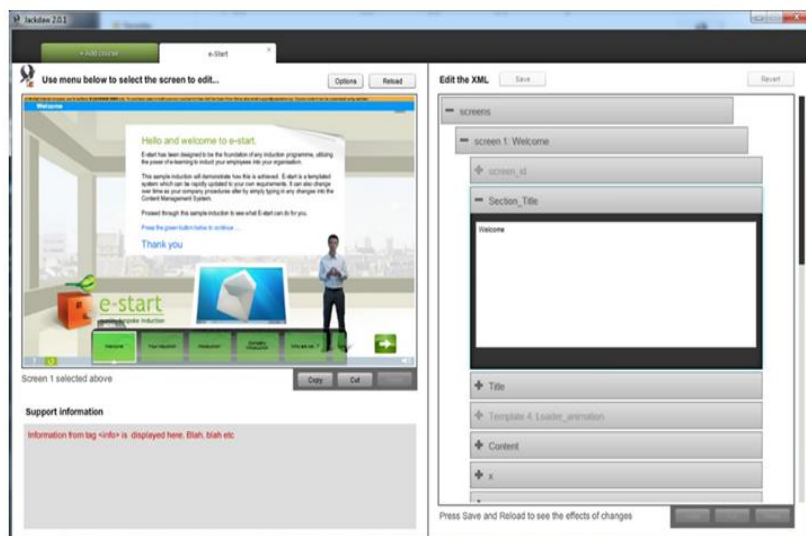 Jackdaw 2.0.1
+ Add course
e-Start
Use menu below to select the screen to edit...
Options
Reload
Welcome
Hello and welcome to e-start.
E-start has been designed to be the foundation of any induction programme, utilising
the power of e-learning to induct your employees into your organisation.
This sample induction will demonstrate how this is achieved. E-start is a templated
system which can be rapidly updated to your own requirements. It can also change
over time as your company procedures alter by simply typing in any changes into the
Content Management System.
Proceed through this sample induction to see what E-start can do for you.
Press the green button below to continue ...
Thank you
e-start
bespoke induction
Welcome
Your induction
Introduction
Company
Introduction
Who are we..?
Screen 1 selected above
Copy
Cut
Support information
Information from tag <info> is displayed here. Blah, blah etc
Edit the XML
Save
Revert
screens
screen 1: Welcome
screen_id
Section_Title
Welcome
Title
Template 4: Loader_animation
Content
x
Press Save and Reload to see the effects of changes